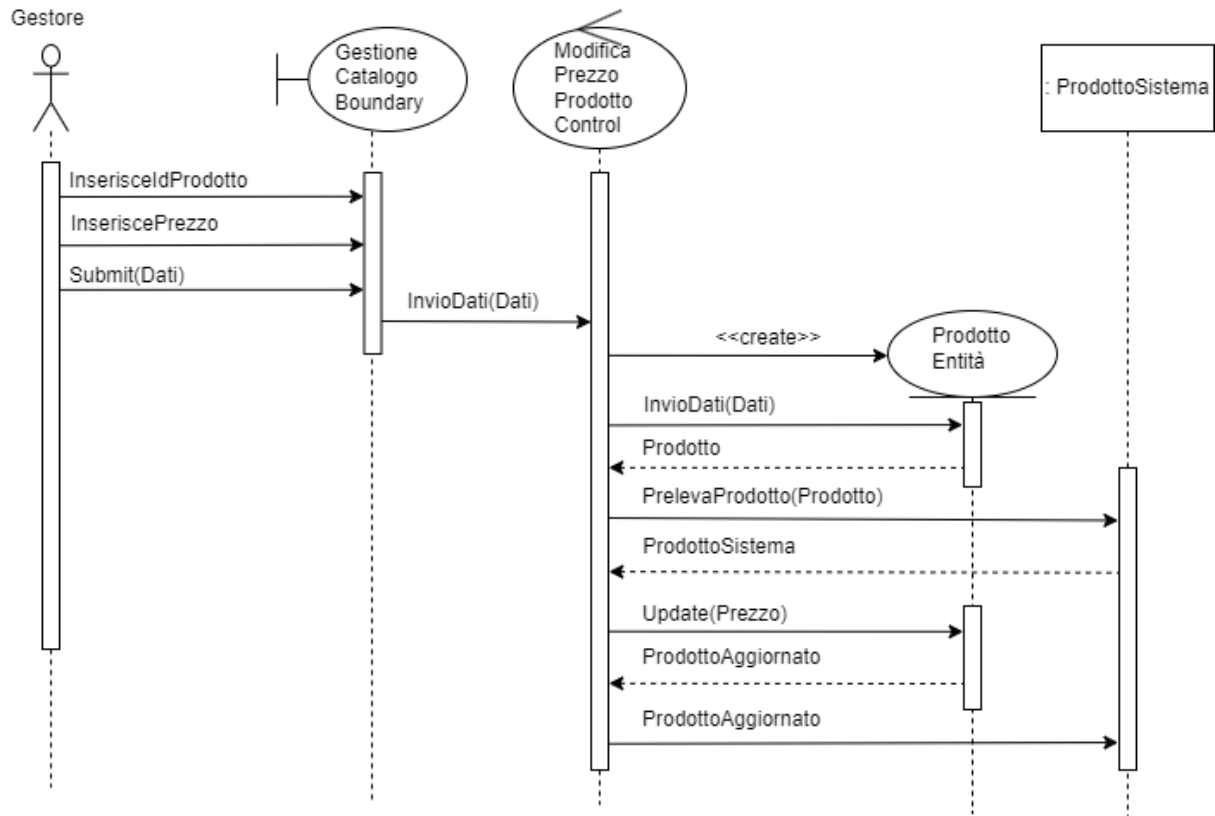 Gestore
Gestione
Catalogo
Boundary
Modifica
Prezzo
Prodotto
Control
: ProdottoSistema
InserisceIdProdotto
InseriscePrezzo
Submit(Dati)
InvioDati(Dati)
<<create>>
Prodotto
Entità
InvioDati(Dati)
Prodotto
PrelevaProdotto(Prodotto)
ProdottoSistema
Update(Prezzo)
ProdottoAggiornato
ProdottoAggiornato